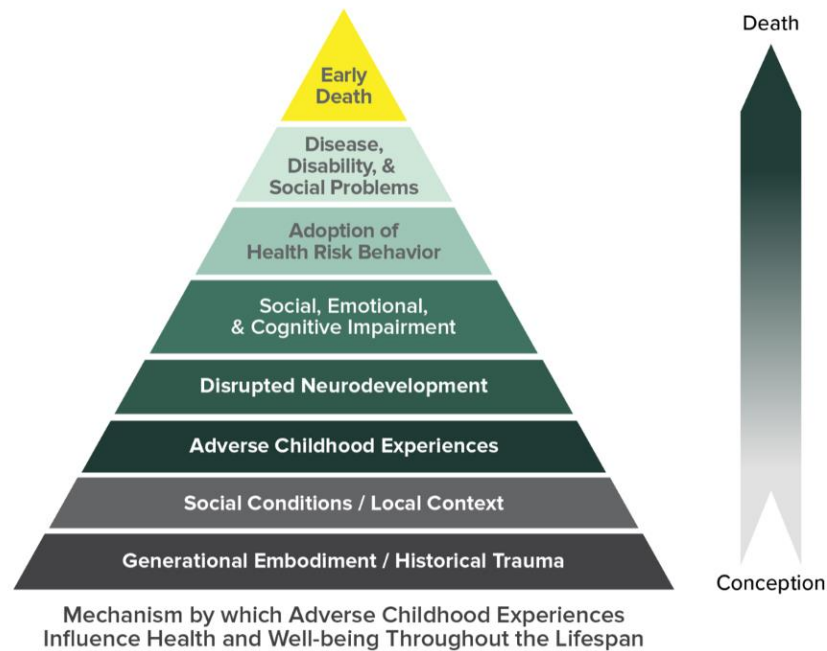 Death
Early
Death
Disease,
Disability, &
Social Problems
Adoption of
Health Risk Behavior
Social, Emotional,
& Cognitive Impairment
Disrupted Neurodevelopment
Adverse Childhood Experiences
Social Conditions / Local Context
Generational Embodiment / Historical Trauma
Conception
Mechanism by which Adverse Childhood Experiences
Influence Health and Well-being Throughout the Lifespan